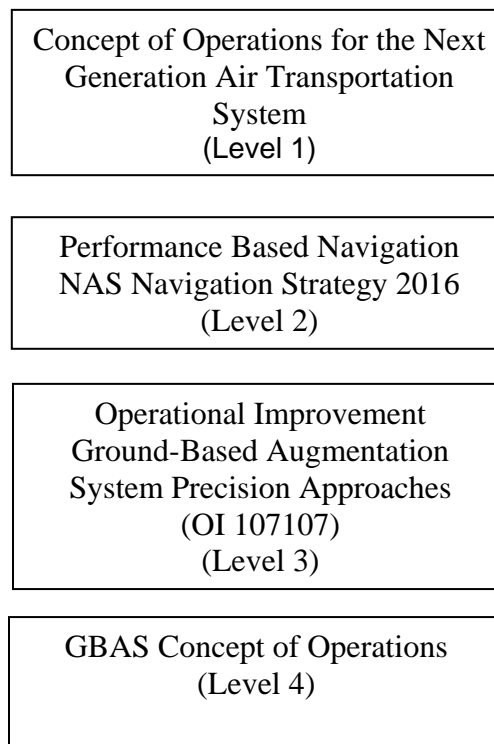 Concept of Operations for the Next
Generation Air Transportation
System
(Level 1)
Performance Based Navigation
NAS Navigation Strategy 2016
(Level 2)
Operational Improvement
Ground-Based Augmentation
System Precision Approaches
(OI 107107)
(Level 3)
GBAS Concept of Operations
(Level 4)